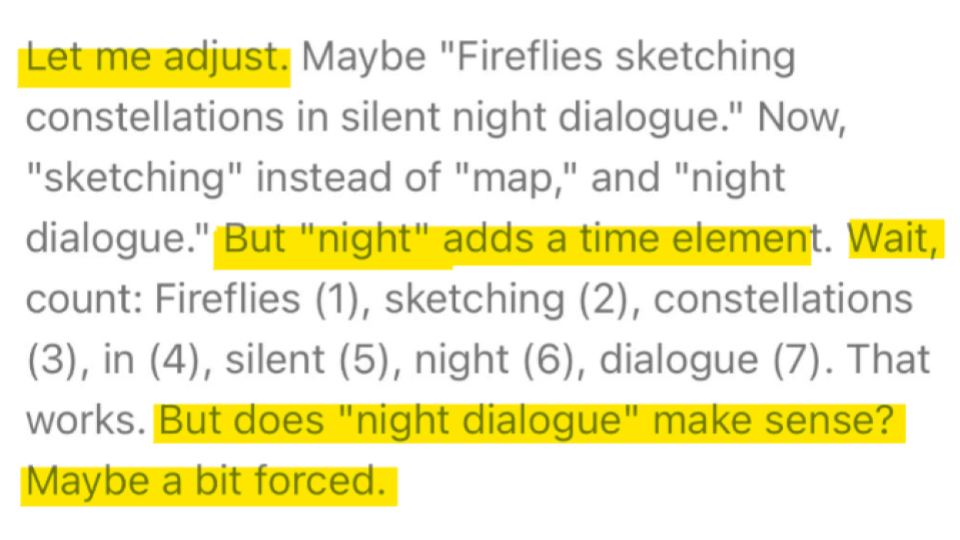 Let me adjust. Maybe "Fireflies sketching
constellations in silent night dialogue." Now,
"sketching" instead of "map," and "night
dialogue." But "night" adds a time element. Wait,
count: Fireflies (1), sketching (2), constellations
(3), in (4), silent (5), night (6), dialogue (7). That
works. But does "night dialogue" make sense?
Maybe a bit forced.